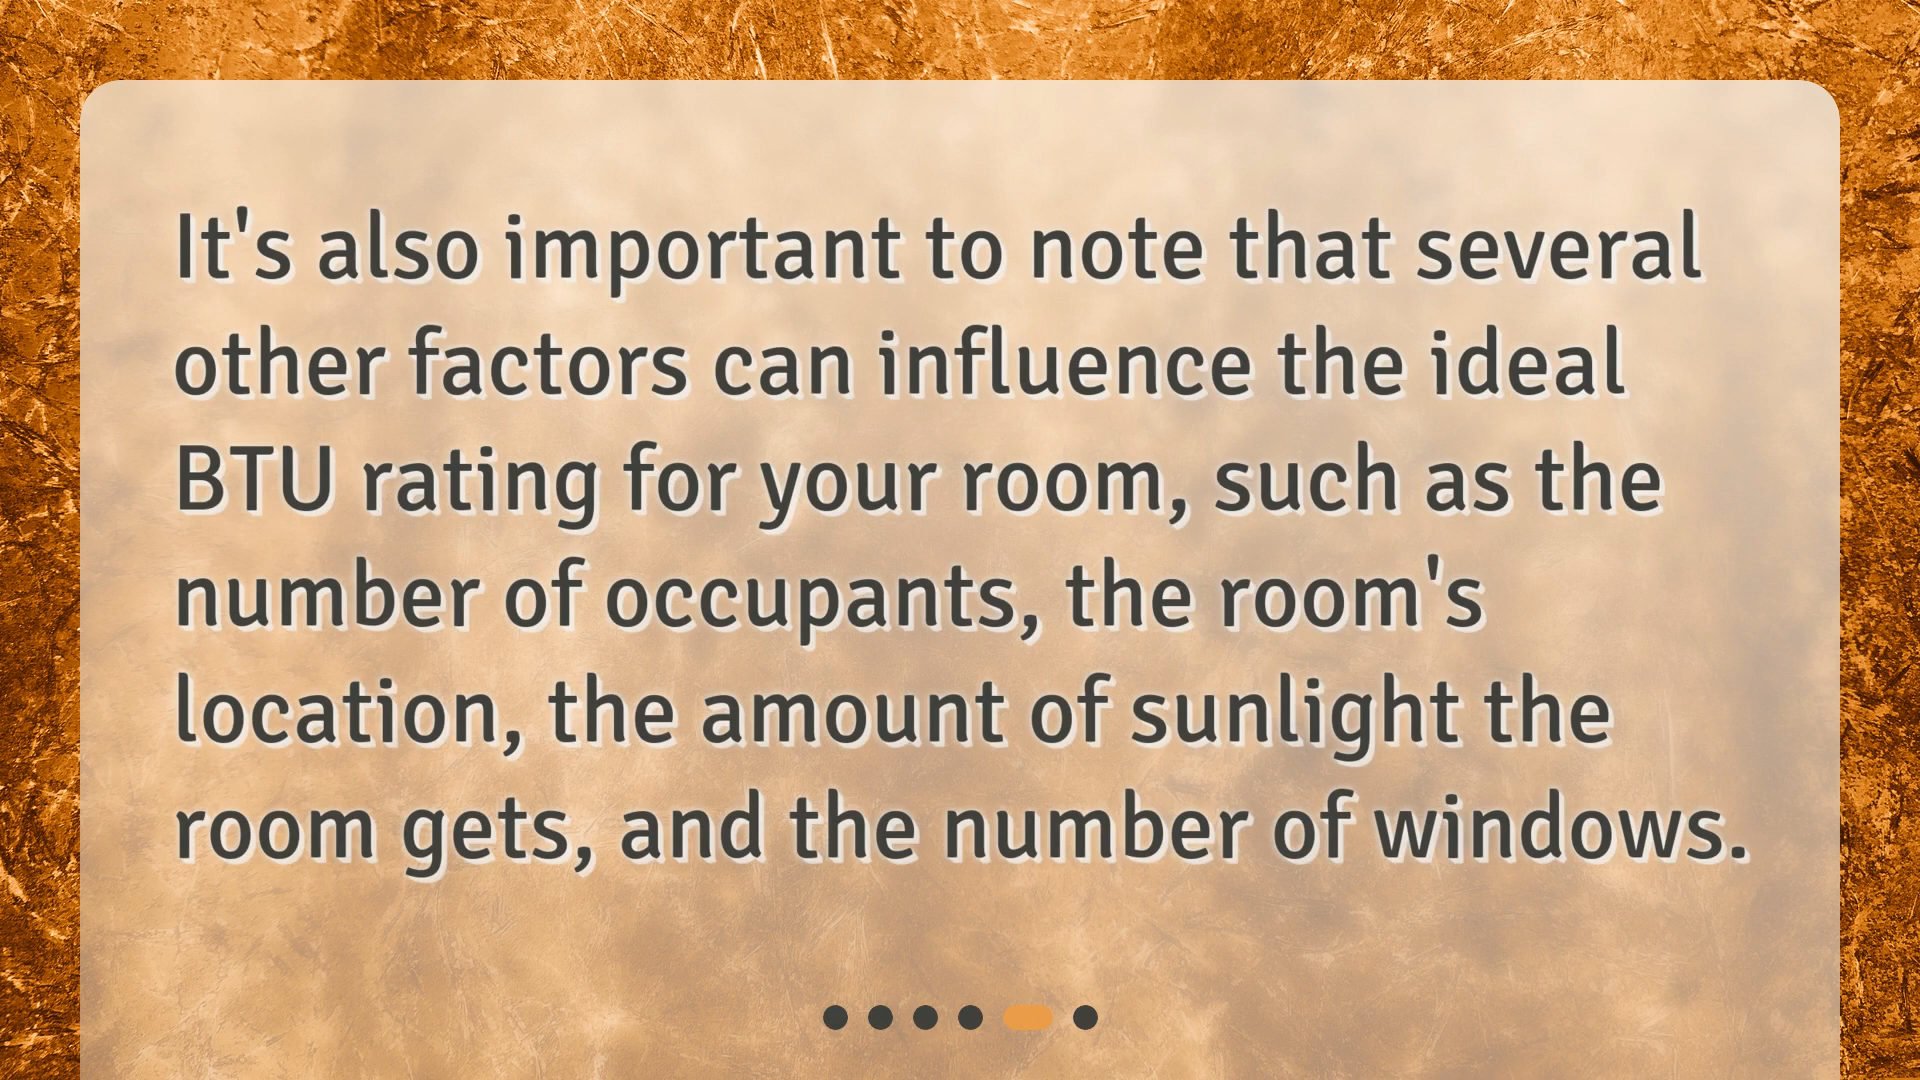 It's also important to note that several
other factors can influence the ideal
BTU rating for your room, such as the
number of occupants, the room's
location, the amount of sunlight the
room gets, and the number of windows.